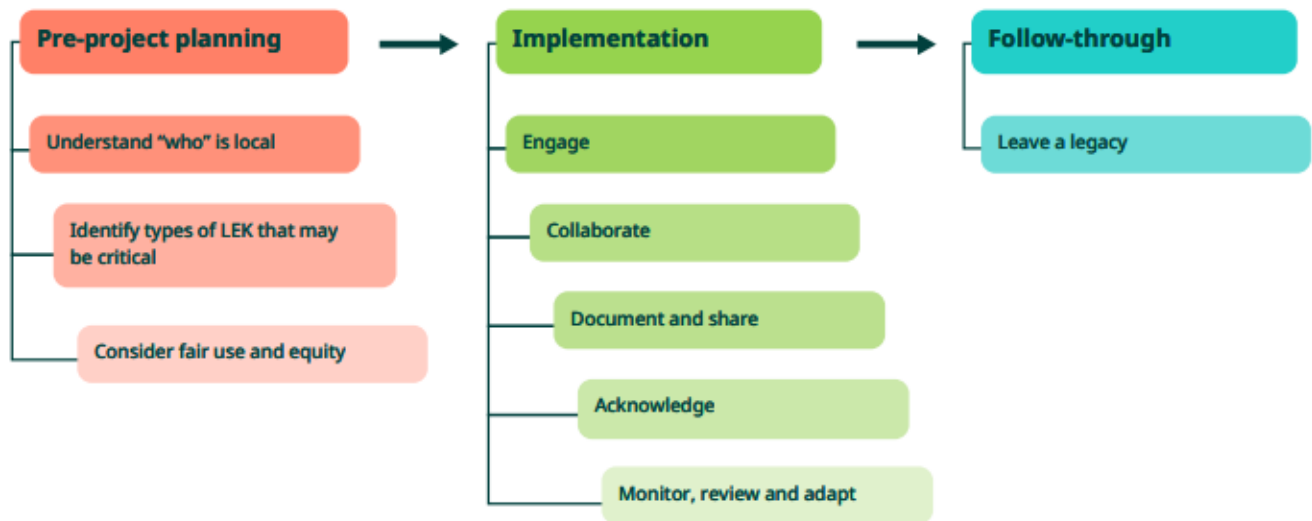 Pre-project planning
Understand “who” is local
Identify types of LEK that may
be critical
Consider fair use and equity
Implementation
Engage
Collaborate
Document and share
Acknowledge
Monitor, review and adapt
Follow-through
Leave a legacy